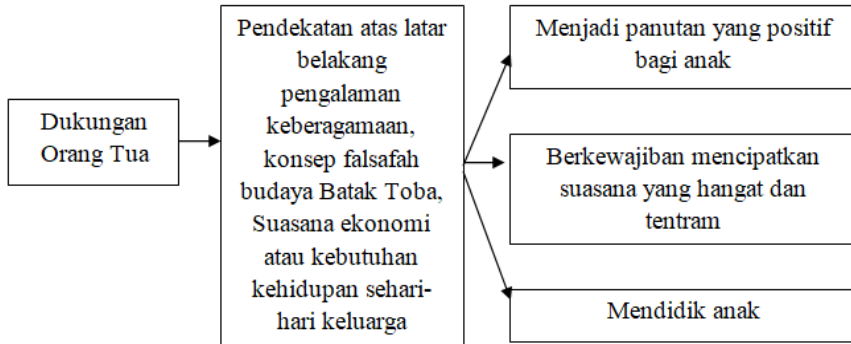 Dukungan
Orang Tua
Pendekatan atas latar
belakang
pengalaman
keberagamaan,
konsep falsafah
budaya Batak Toba,
Suasana ekonomi
atau kebutuhan
kehidupan sehari-
hari keluarga
Menjadi panutan yang positif
bagi anak
Berkewajiban mencipatkan
suasana yang hangat dan
tentram
Mendidik anak